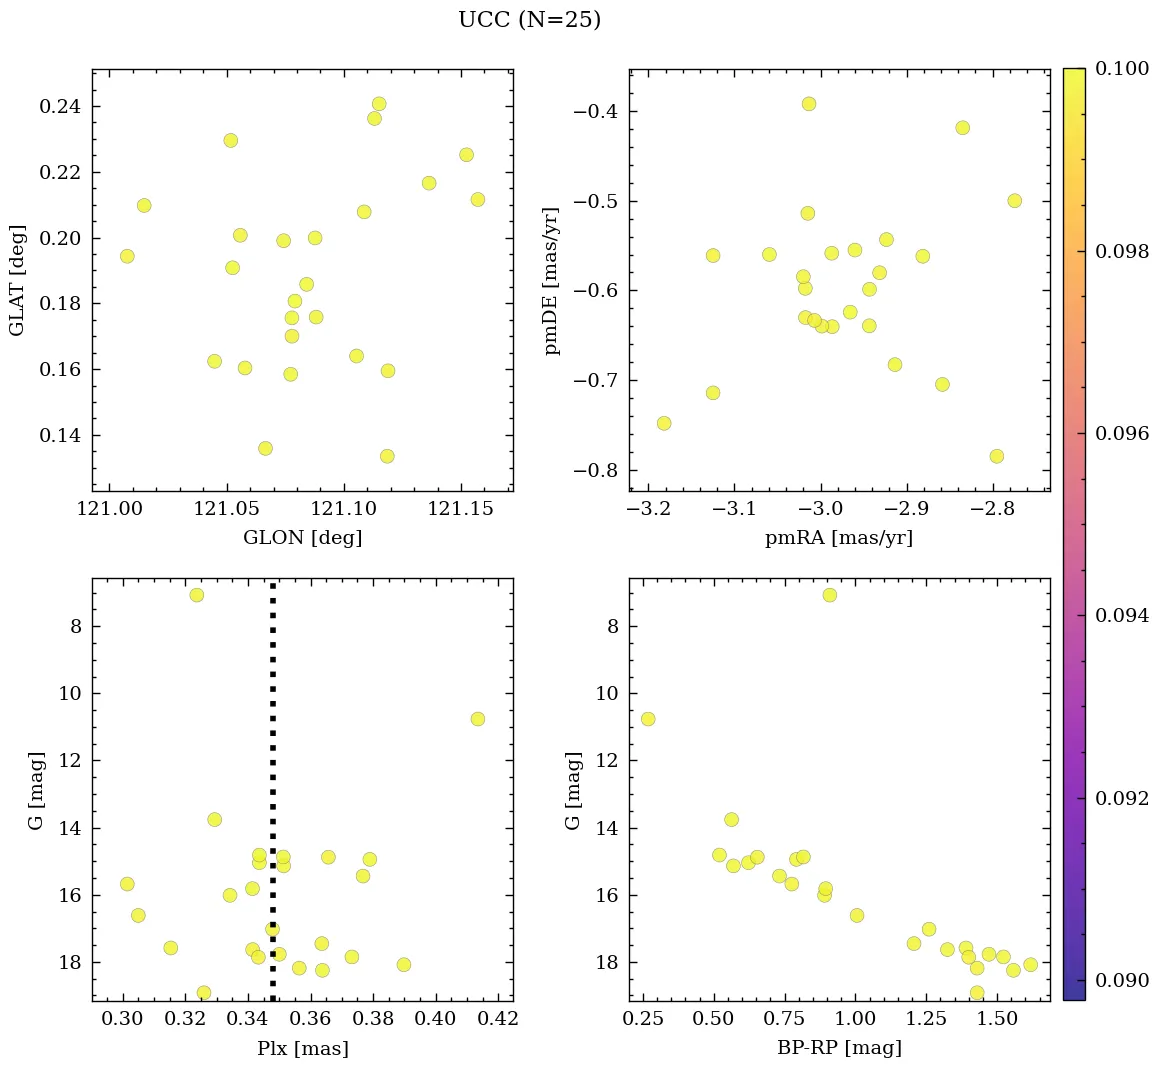 UCC (N=25)
0.24
0.22
0.20
0.18
0.16
0.14
GLAT [deg]
121.00 121.05 121.10 121.15
GLON [deg]
−0.4
−0.5
−0.6
−0.7
−0.8
pmDE [mas/yr]
−3.2 −3.1 −3.0 −2.9 −2.8
pmRA [mas/yr]
8
10
12
14
16
18
G [mag]
0.30 0.32 0.34 0.36 0.38 0.40 0.42
Plx [mas]
8
10
12
14
16
18
G [mag]
0.25 0.50 0.75 1.00 1.25 1.50
BP-RP [mag]
0.100
0.098
0.096
0.094
0.092
0.090